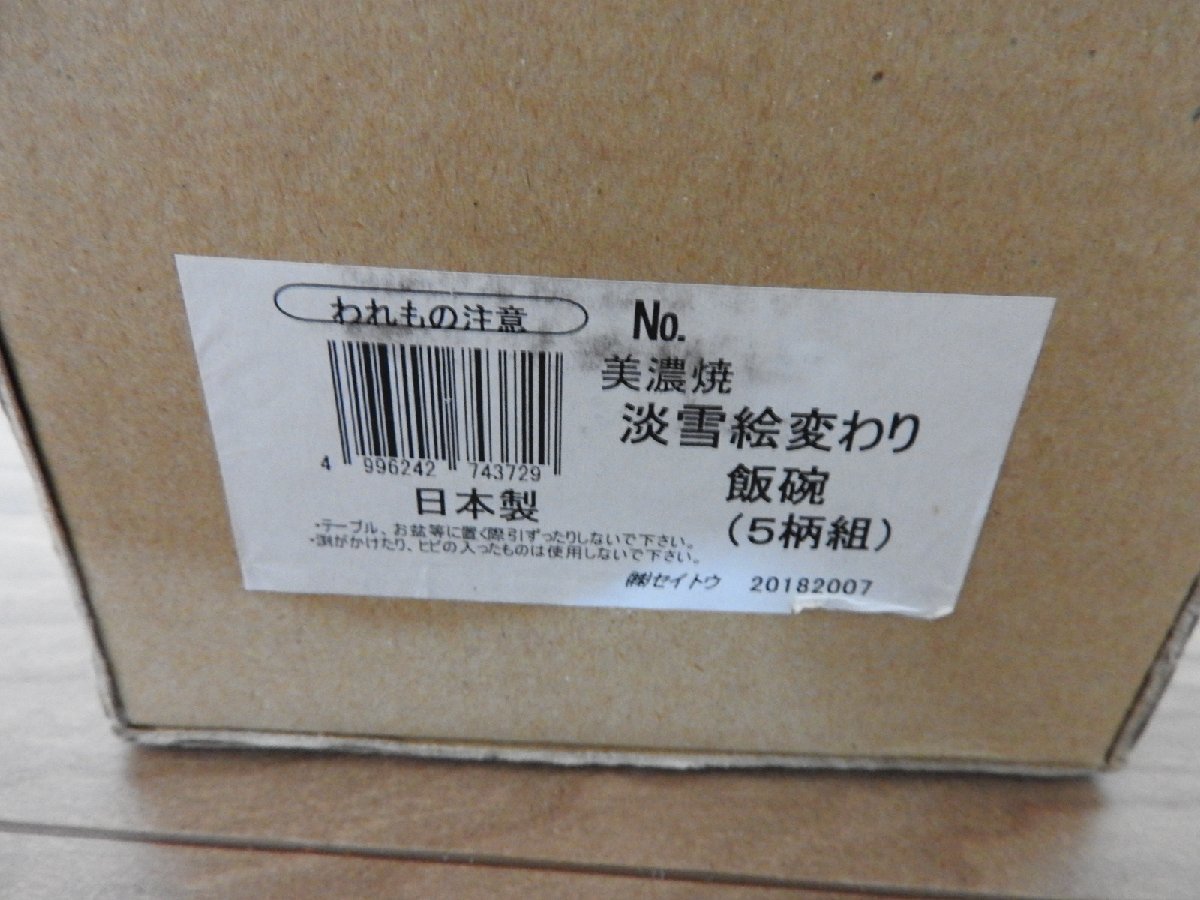 われもの注意
No.
美濃焼
淡雪絵変わり
飯碗
(5柄組)
4 996242 743729
日本製
・テーブル、お盆等に置く際引ずったりしないで下さい。
・渕がかけたり、ヒビの入ったものは使用しないで下さい。
㈱セイトウ 20182007